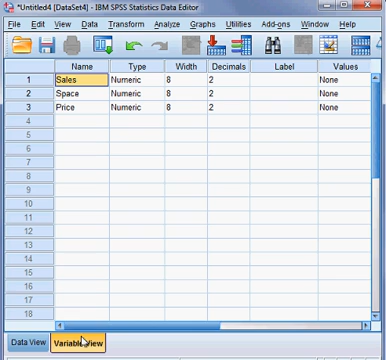 *Untitled4 [DataSet4] - IBM SPSS Statistics Data Editor
File Edit View Data Transform Analyze Graphs Utilities Add-ons Window Help
Name Type Width Decimals Label Values
1 Sales Numeric 8 2 None
2 Space Numeric 8 2 None
3 Price Numeric 8 2 None
4
5
6
7
8
9
10
11
12
13
14
15
16
17
18
Data View Variable View